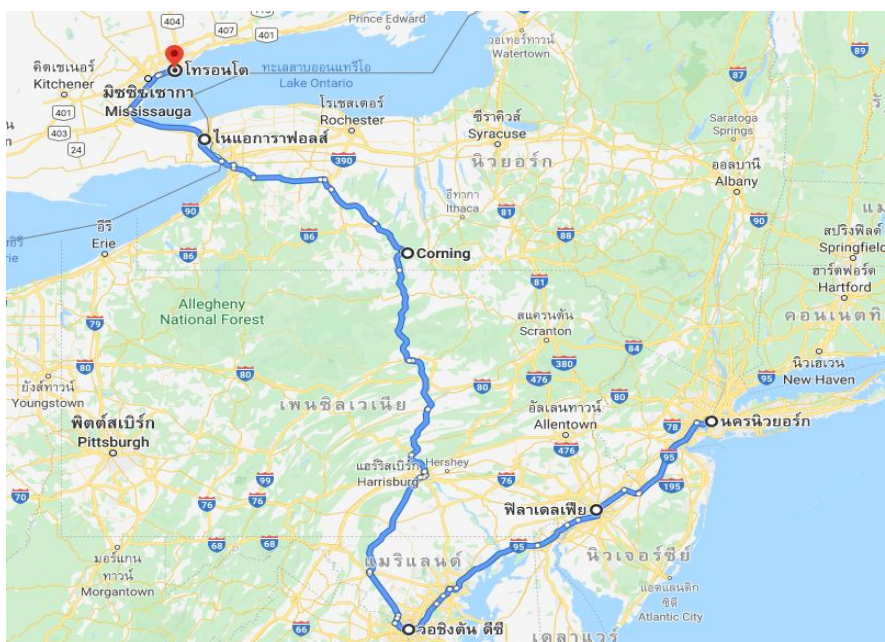 404
407
401
Prince Edward
วอเทอร์ทาวน์
Watertown
คิตเชเนอร์
Kitchener
โทรอนโต
ทะเลสาบออนแทรีโอ
Lake Ontario
มิซซิซเซากา
Mississauga
403
401
24
ไนแอการาฟอลส์
โรเชสเตอร์
Rochester
390
ซีราคิวส์
Syracuse
นิวยอร์ก
87
89
Saratoga
Springs
ออลบานี
Albany
อีทากา
Ithaca
90
86
81
88
90
อีรี
Erie
86
Corning
สปริงฟิลด์
Springfield
ฮาร์ตฟอร์ด
Hartford
Allegheny
National Forest
81
79
สแครนตัน
Scranton
84
คอนเนตทิ
นิวเฮเวน
New Haven
95
80
80
80
380
476
80
ยังส์ทาวน์
Youngstown
เพนซิลเวเนีย
อัลเลนทาวน์
Allentown
78
นครนิวยอร์ก
พิตต์สเบิร์ก
Pittsburgh
476
95
195
แฮร์ริสเบิร์ก
Harrisburg
Hershey
76
99
76
76
70
ฟิลาเดลเฟีย
68
68
95
นิวเจอร์ซีย์
มอร์แกน
ทาวน์
Morgantown
แมริแลนด์
แอตแลนติก
ซิตี
Atlantic City
66
วอชิงตัน ดีซี
เดลาแวร์